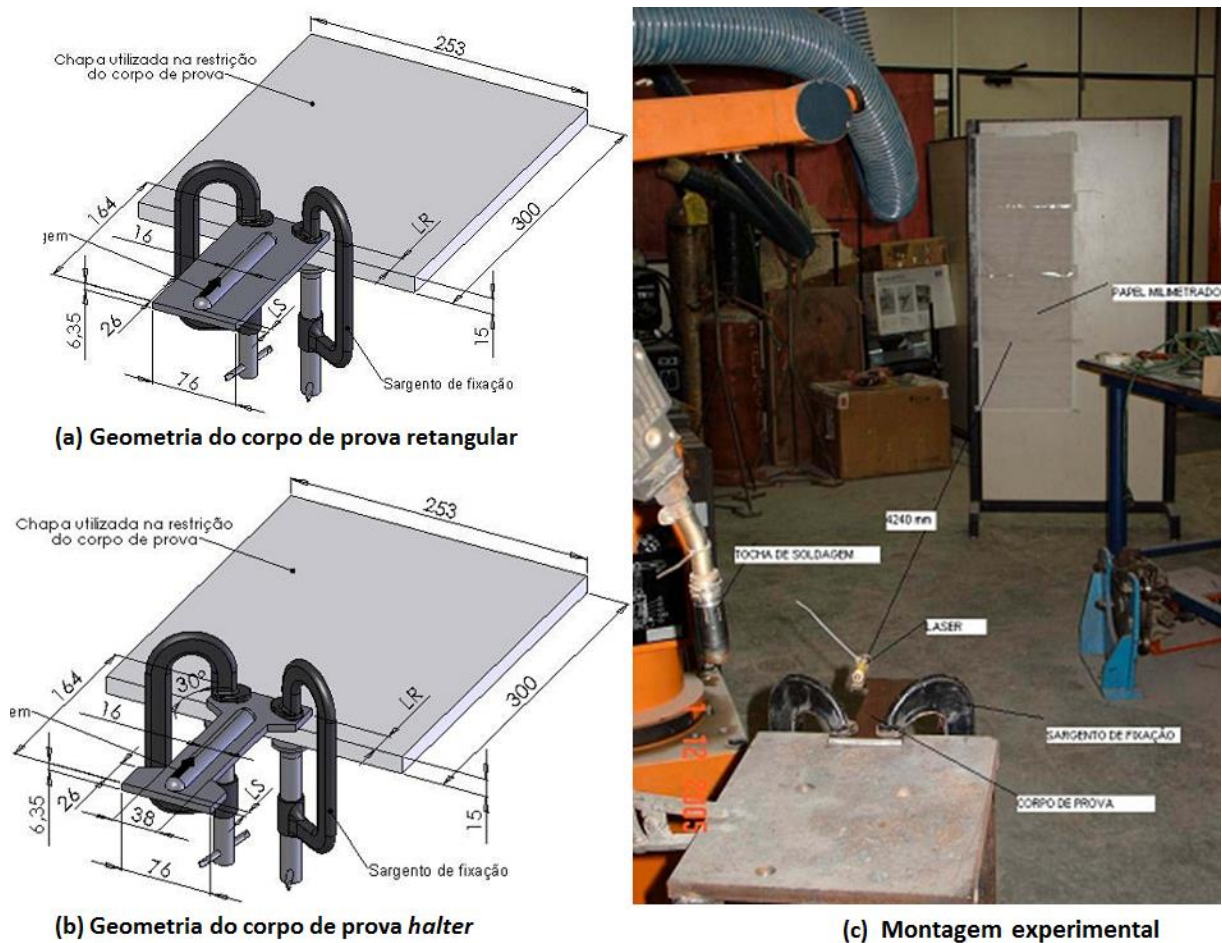 253
Chapa utilizada na restrição
do corpo de prova
164
16
LR
300
gem
6,35
26
LS
15
76
Sargento de fixação
(a) Geometria do corpo de prova retangular
253
Chapa utilizada na restrição
do corpo de prova
164
30º
16
LR
300
em
6,35
26
LS
38
15
76
Sargento de fixação
(b) Geometria do corpo de prova halter
PAPEL MILIMETRADO
4240 mm
TOCHA DE SOLDAGEM
LASER
SARGENTO DE FIXAÇÃO
CORPO DE PROVA
(c) Montagem experimental